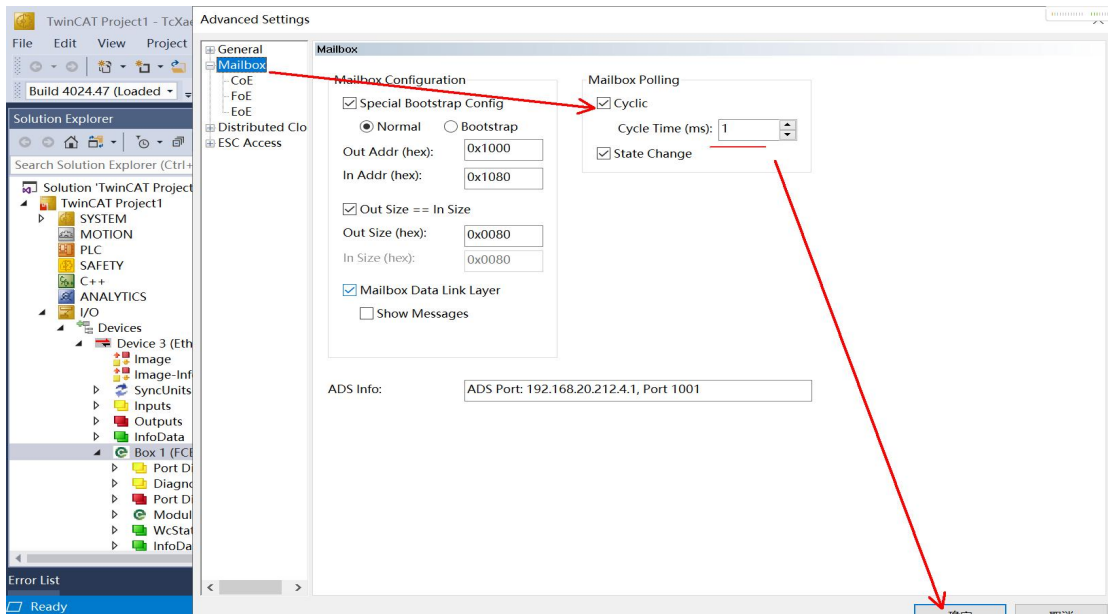 TwinCAT Project1 - TcXae
File Edit View Project
Build 4024.47 (Loaded
Solution Explorer
Search Solution Explorer (Ctrl+
Solution 'TwinCAT Project
TwinCAT Project1
SYSTEM
MOTION
PLC
SAFETY
C++
ANALYTICS
I/O
Devices
Device 3 (Eth
Image
Image-Inf
SyncUnits
Inputs
Outputs
InfoData
Box 1 (FCE
Port Di
Diagno
Port Di
Modul
WcStat
InfoDa
Error List
Ready
Advanced Settings
General
Mailbox
CoE
FoE
EoE
Distributed Clo
ESC Access
Mailbox
Mailbox Configuration
Special Bootstrap Config
Normal Bootstrap
Out Addr (hex): 0x1000
In Addr (hex): 0x1080
Out Size == In Size
Out Size (hex): 0x0080
In Size (hex): 0x0080
Mailbox Data Link Layer
Show Messages
Mailbox Polling
Cyclic
Cycle Time (ms): 1
State Change
ADS Info: ADS Port: 192.168.20.212.4.1, Port 1001